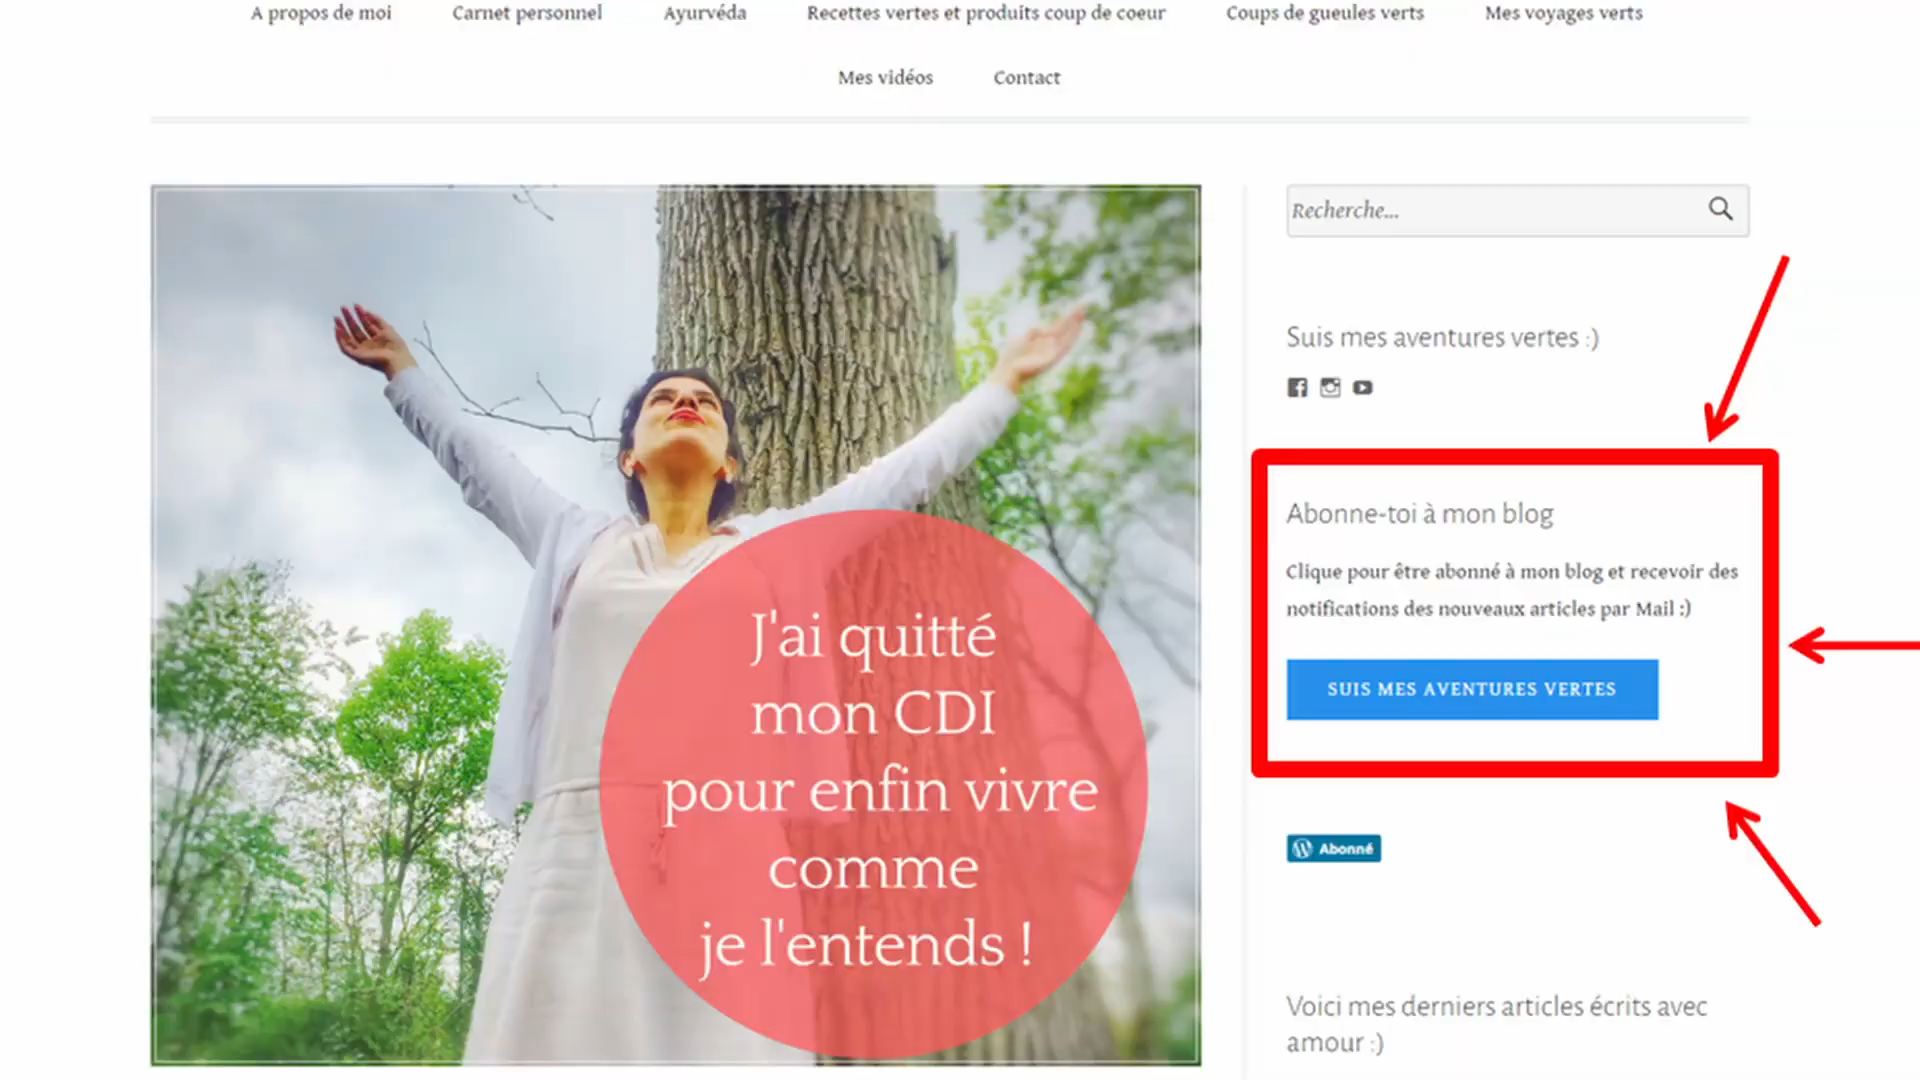 A propos de moi
Carnet personnel
Ayurvéda
Recettes vertes et produits coup de coeur
Coups de gueules verts
Mes voyages verts
Mes vidéos
Contact
J'ai quitté
mon CDI
pour enfin vivre
comme
je l'entends !
Recherche...
Suis mes aventures vertes :)
Abonne-toi à mon blog
Clique pour être abonné à mon blog et recevoir des
notifications des nouveaux articles par Mail :)
SUIS MES AVENTURES VERTES
Abonné
Voici mes derniers articles écrits avec
amour :)